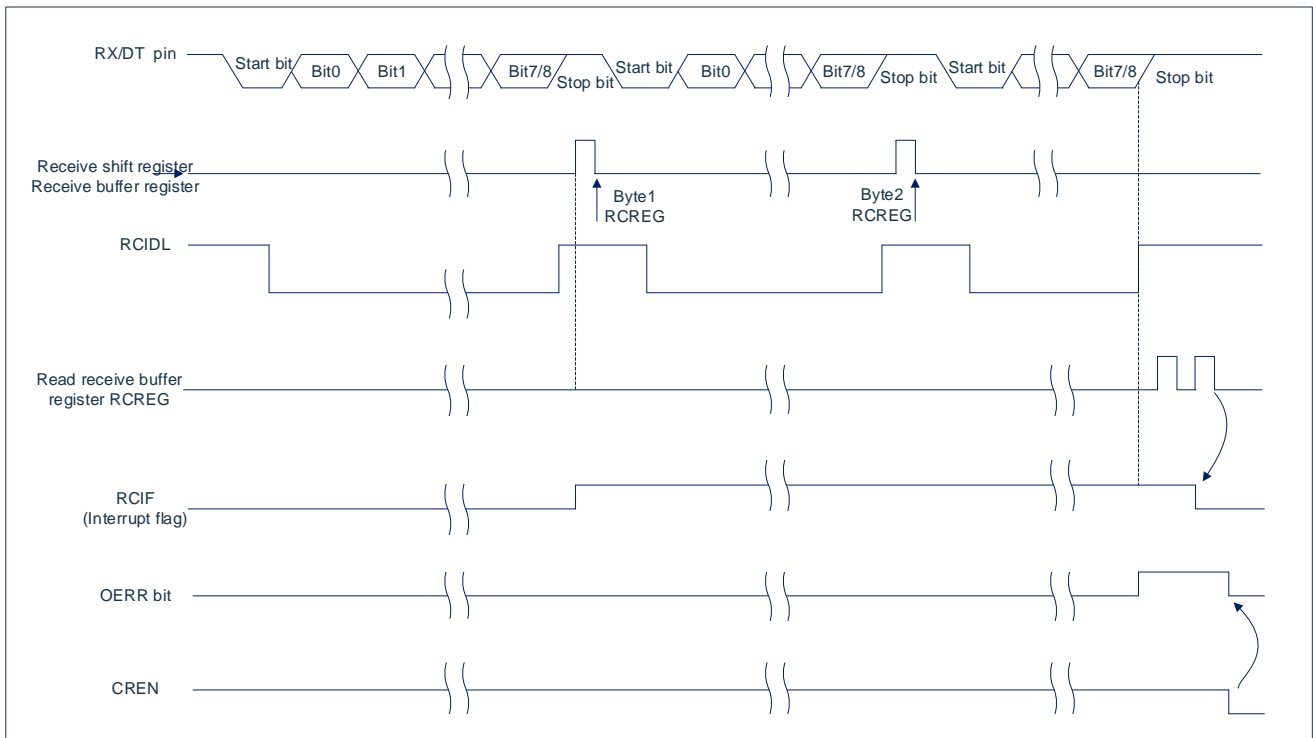 RX/DT pin
Start bit Bit0 Bit1 Bit7/8 Stop bit Start bit Bit0 Bit7/8 Stop bit Start bit Bit7/8 Stop bit
Receive shift register
Receive buffer register
Byte1
RCREG
Byte2
RCREG
RCIDL
Read receive buffer
register RCREG
RCIF
(Interrupt flag)
OERR bit
CREN